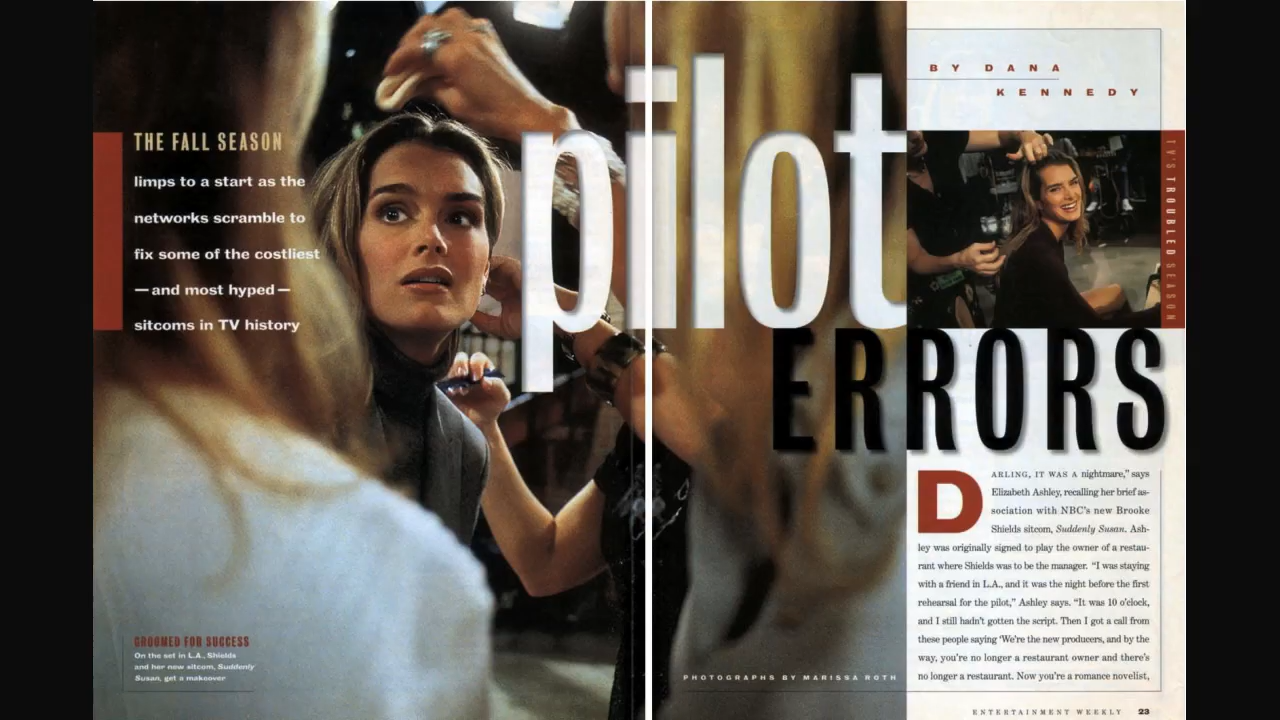 THE FALL SEASON
limps to a start as the
networks scramble to
fix some of the costliest
—and most hyped—
sitcoms in TV history
GROOMED FOR SUCCESS
On the set in L.A., Shields
and her new sitcom, Suddenly
Susan, get a makeover
pilot
ERRORS
BY DANA
KENNEDY
TV'S TROUBLED SEASON
DARLING, IT WAS A nightmare,” says
Elizabeth Ashley, recalling her brief as-
sociation with NBC's new Brooke
Shields sitcom, Suddenly Susan. Ash-
ley was originally signed to play the owner of a restau-
rant where Shields was to be the manager. “I was staying
with a friend in L.A., and it was the night before the first
rehearsal for the pilot,” Ashley says. “It was 10 o'clock,
and I still hadn't gotten the script. Then I got a call from
these people saying ‘We're the new producers, and by the
way, you're no longer a restaurant owner and there's
no longer a restaurant. Now you're a romance novelist,
PHOTOGRAPHS BY MARISSA ROTH
ENTERTAINMENT WEEKLY 23